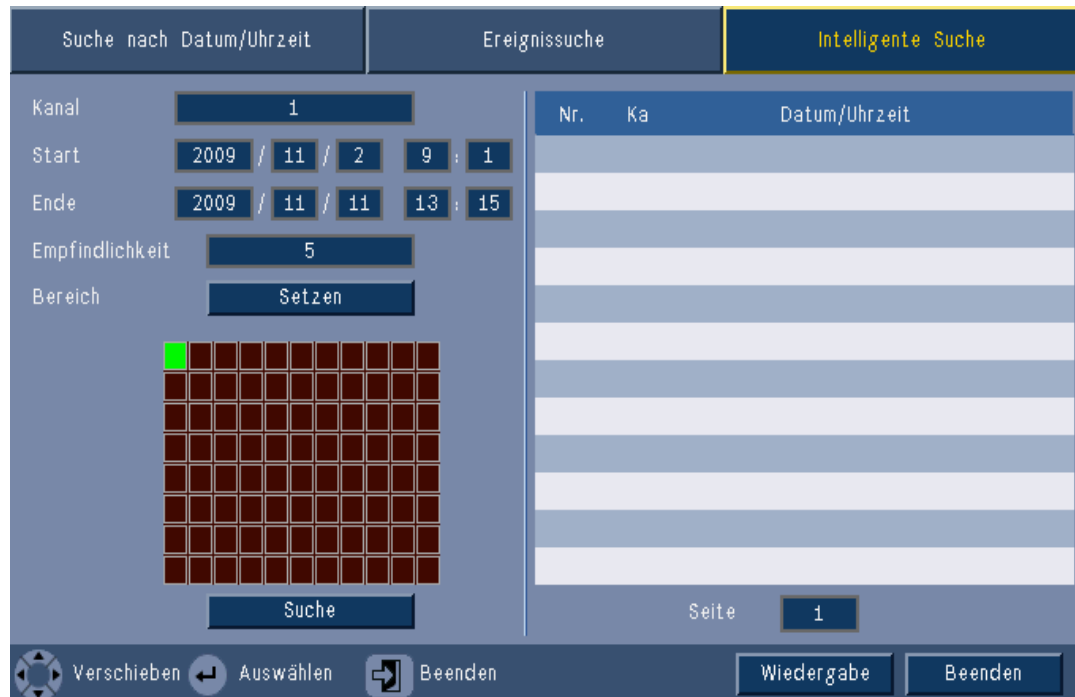 Suche nach Datum/Uhrzeit
Ereignissuche
Intelligente Suche
Kanal 1
Start 2009 / 11 / 2 9 : 1
Ende 2009 / 11 / 11 13 : 15
Empfindlichkeit 5
Bereich Setzen
Suche
Nr. Ka Datum/Uhrzeit
Seite 1
Verschieben Auswählen Beenden
Wiedergabe Beenden